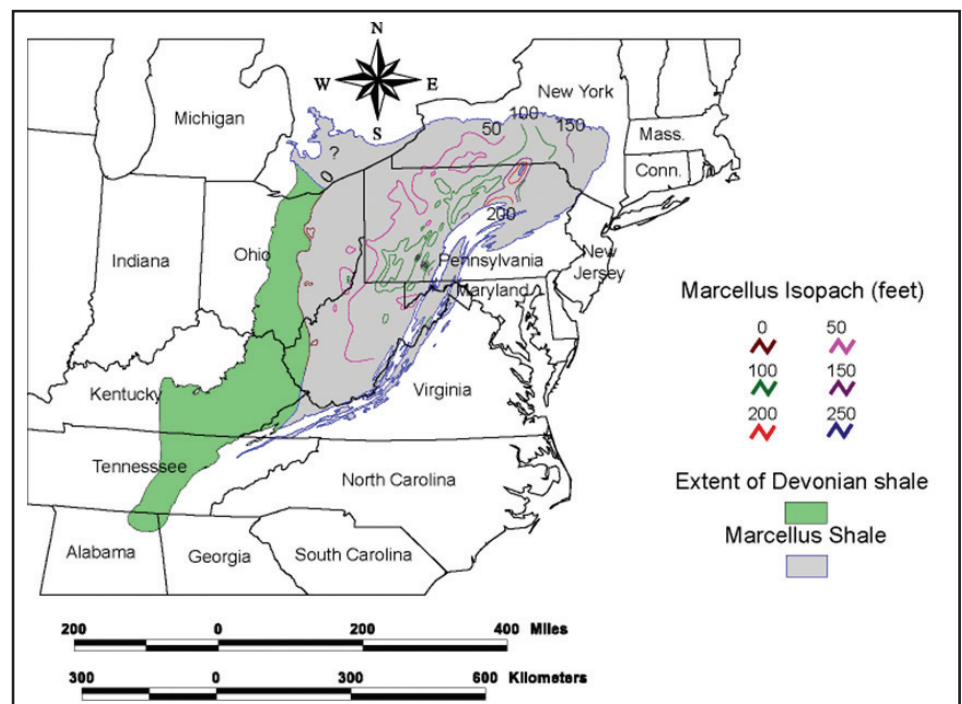 N
W E
S
Michigan
New York
100
50
150
Mass.
?
Conn.
0
200
Ohio
Indiana
Pennsylvania
New
Jersey
Maryland
Marcellus Isopach (feet)
0 50
100 150
200 250
Kentucky
Virginia
Tennesssee
North Carolina
Extent of Devonian shale
Marcellus Shale
Alabama
Georgia
South Carolina
200 0 200 400 Miles
300 0 300 600 Kilometers